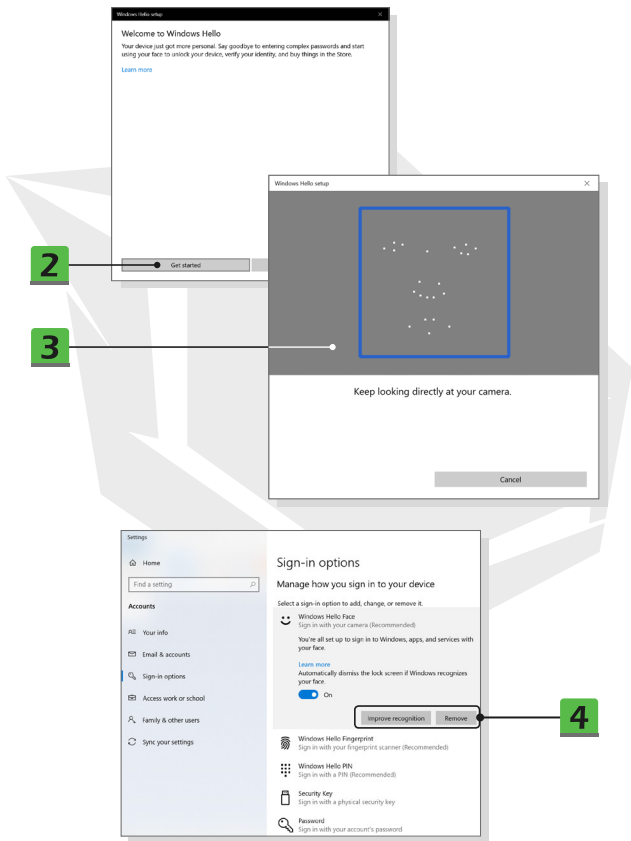 Windows Hello setup
Welcome to Windows Hello
Your device just got more personal. Say goodbye to entering complex passwords and start
using your face to unlock your device, verify your identity, and buy things in the Store.
Learn more
2
Get started
Windows Hello setup
3
Keep looking directly at your camera.
Cancel
Settings
Home
Find a setting
Accounts
Your info
Email & accounts
Sign-in options
Access work or school
Family & other users
Sync your settings
Sign-in options
Manage how you sign in to your device
Select a sign-in option to add, change, or remove it.
Windows Hello Face
Sign in with your camera (Recommended)
You're all set up to sign in to Windows, apps, and services with
your face.
Learn more
Automatically dismiss the lock screen if Windows recognizes
your face.
On
Improve recognition
Remove
4
Windows Hello Fingerprint
Sign in with your fingerprint scanner (Recommended)
Windows Hello PIN
Sign in with a PIN (Recommended)
Security Key
Sign in with a physical security key
Password
Sign in with your account's password